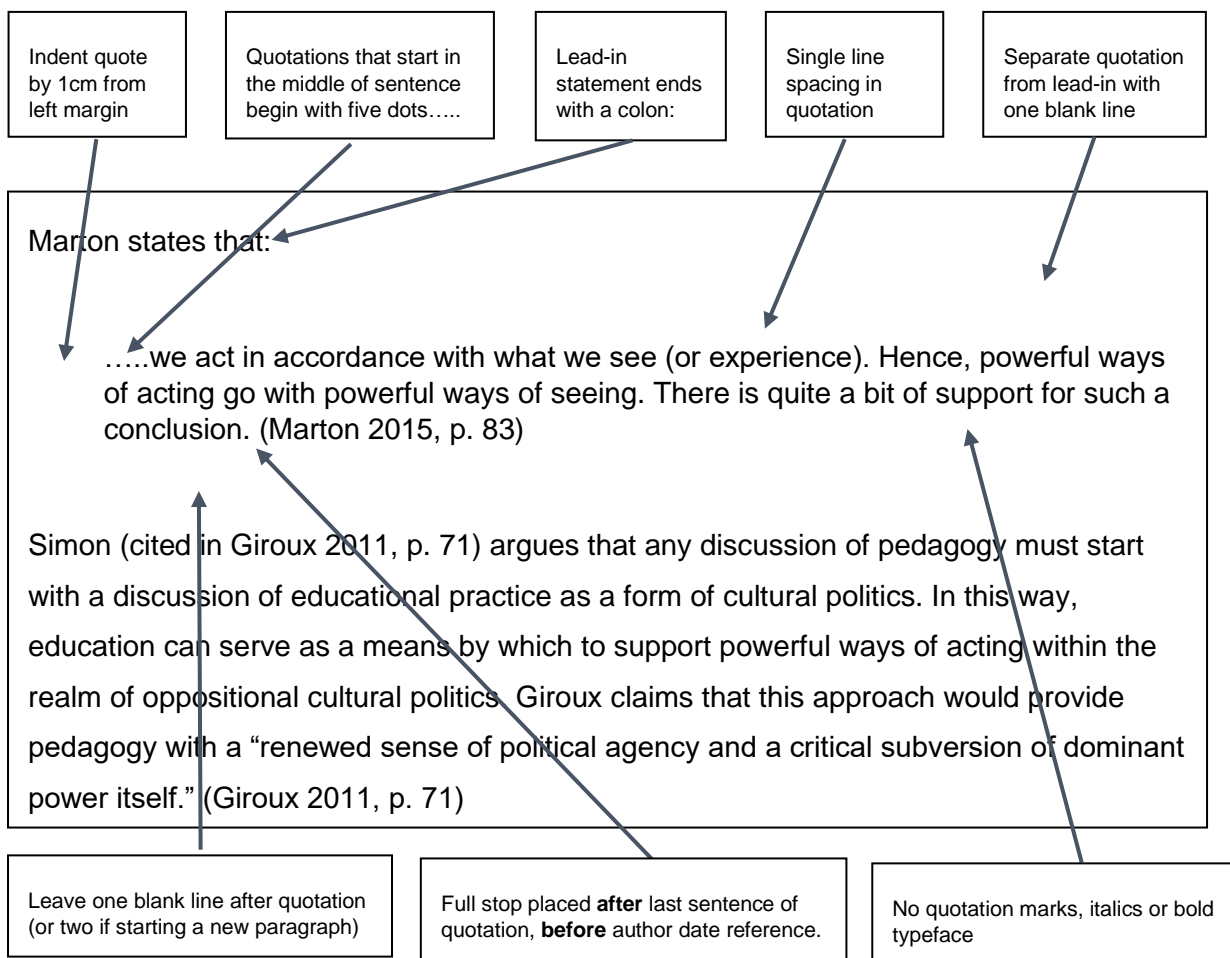 Indent quote
by 1cm from
left margin
Quotations that start in
the middle of sentence
begin with five dots…..
Lead-in
statement ends
with a colon:
Single line
spacing in
quotation
Separate quotation
from lead-in with
one blank line
Marton states that:
…..we act in accordance with what we see (or experience). Hence, powerful ways
of acting go with powerful ways of seeing. There is quite a bit of support for such a
conclusion. (Marton 2015, p. 83)
Simon (cited in Giroux 2011, p. 71) argues that any discussion of pedagogy must start
with a discussion of educational practice as a form of cultural politics. In this way,
education can serve as a means by which to support powerful ways of acting within the
realm of oppositional cultural politics. Giroux claims that this approach would provide
pedagogy with a “renewed sense of political agency and a critical subversion of dominant
power itself.” (Giroux 2011, p. 71)
Leave one blank line after quotation
(or two if starting a new paragraph)
Full stop placed after last sentence of
quotation, before author date reference.
No quotation marks, italics or bold
typeface